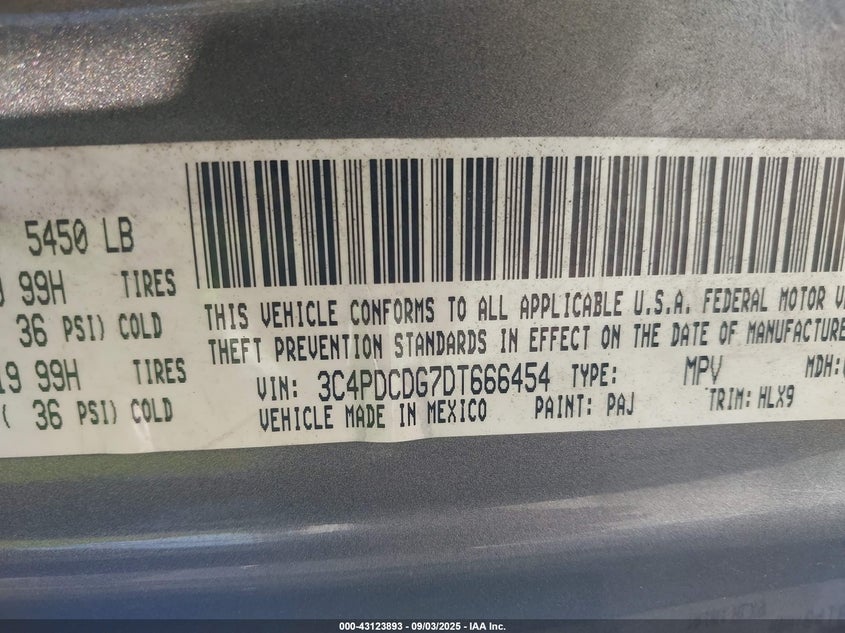 5450 LB
99H TIRES
36 PSI) COLD
19 99H TIRES
( 36 PSI) COLD
THIS VEHICLE CONFORMS TO ALL APPLICABLE U.S.A. FEDERAL MOTOR
THEFT PREVENTION STANDARDS IN EFFECT ON THE DATE OF MANUFACTURE
VIN: 3C4PDCDG7DT666454 TYPE: MPV MDH:
VEHICLE MADE IN MEXICO PAINT: PAJ TRIM: HLX9
000-43123893 - 09/03/2025 - IAA Inc.